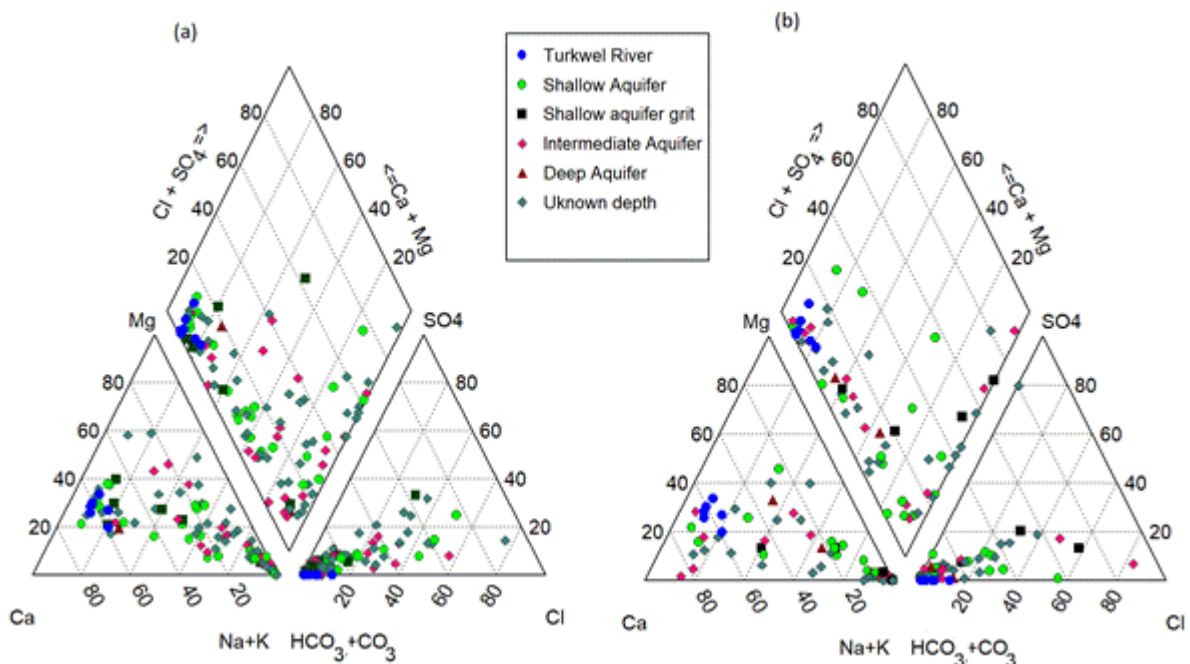 (a)
(b)
Turkwel River
Shallow Aquifer
Shallow aquifer grit
Intermediate Aquifer
Deep Aquifer
Uknown depth
80
60
40
20
Cl + SO4 =>
80
60
40
20
<=Ca + Mg
Mg
SO4
80
60
40
20
80
60
40
20
Ca
80
60
40
20
Na+K
HCO3+CO3
20
40
60
80
Cl
80
60
40
20
Cl + SO4 =>
80
60
40
20
<=Ca + Mg
Mg
SO4
80
60
40
20
80
60
40
20
Ca
80
60
40
20
Na+K
HCO3+CO3
20
40
60
80
Cl